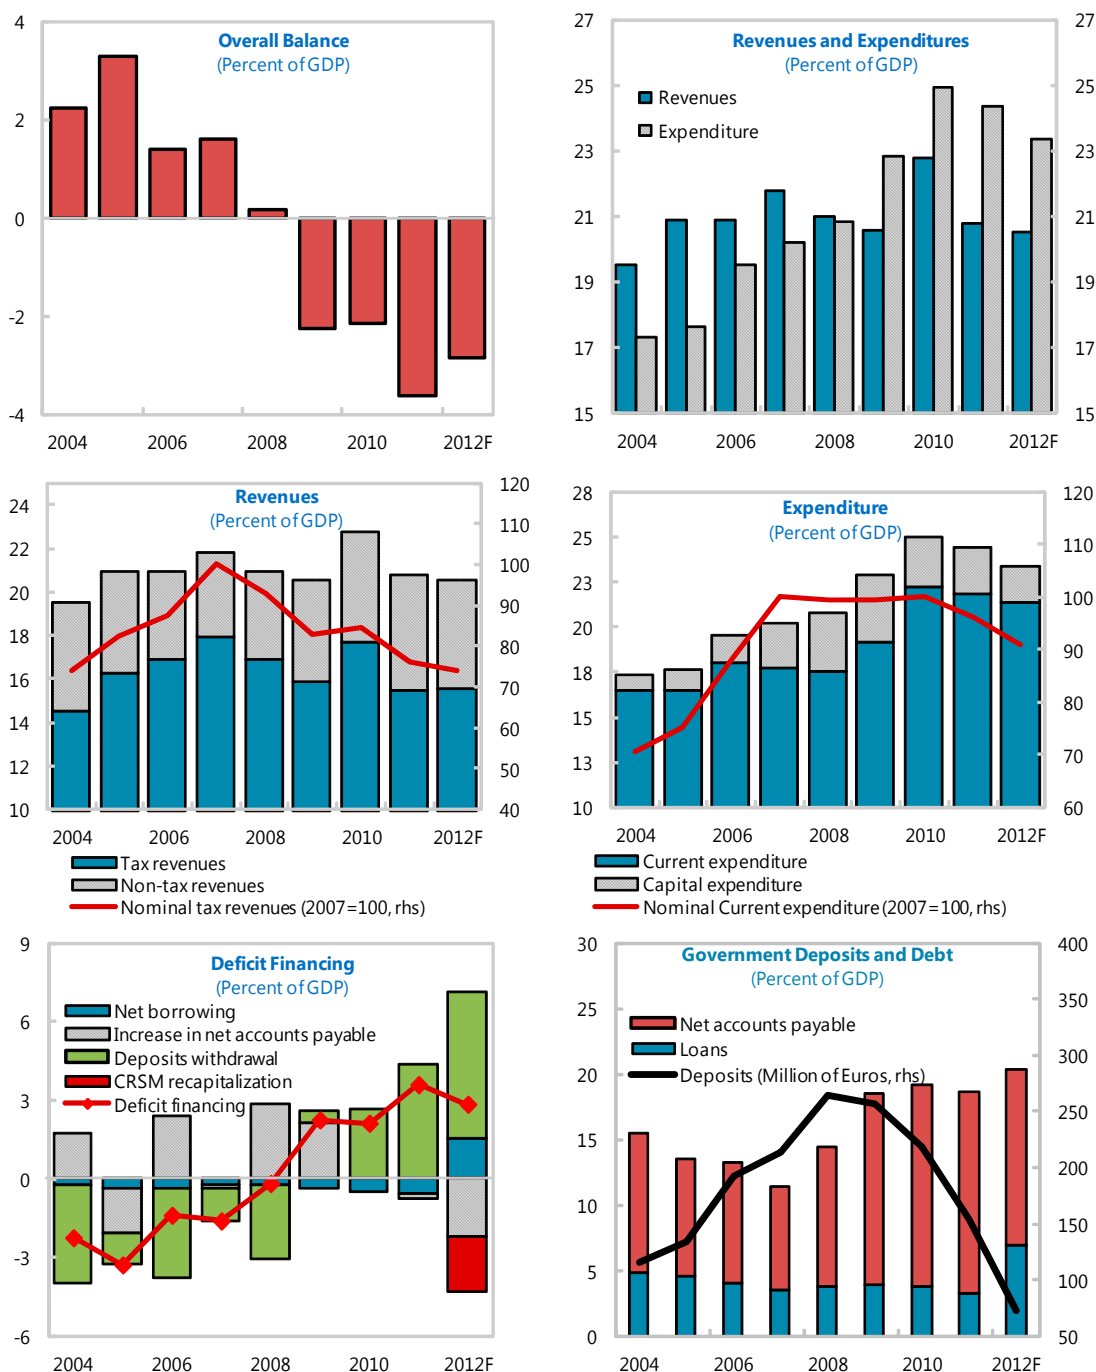 Overall Balance
(Percent of GDP)
4
2
0
-2
-4
2004 2006 2008 2010 2012F
Revenues and Expenditures
(Percent of GDP)
Revenues
Expenditure
27 27
25 25
23 23
21 21
19 19
17 17
15 15
2004 2006 2008 2010 2012F
Revenues
(Percent of GDP)
24
22
20
18
16
14
12
10
120
110
100
90
80
70
60
50
40
2004 2006 2008 2010 2012F
Tax revenues
Non-tax revenues
Nominal tax revenues (2007=100, rhs)
Expenditure
(Percent of GDP)
28
25
23
20
18
15
13
10
120
110
100
90
80
70
60
2004 2006 2008 2010 2012F
Current expenditure
Capital expenditure
Nominal Current expenditure (2007=100, rhs)
Deficit Financing
(Percent of GDP)
Net borrowing
Increase in net accounts payable
Deposits withdrawal
CRSM recapitalization
Deficit financing
9
6
3
0
-3
-6
2004 2006 2008 2010 2012F
Government Deposits and Debt
(Percent of GDP)
Net accounts payable
Loans
Deposits (Million of Euros, rhs)
30
25
20
15
10
5
0
400
350
300
250
200
150
100
50
2004 2006 2008 2010 2012F